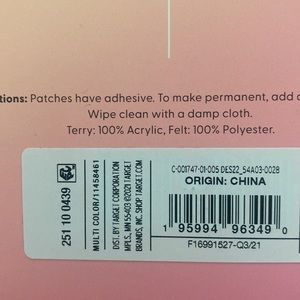 tions: Patches have adhesive. To make permanent, add
Wipe clean with a damp cloth.
Terry: 100% Acrylic, Felt: 100% Polyester.
251 10 0439
MULTI COLOR/11458461
DIST. BY TARGET CORPORATION
MPLS, MN 55403 ©2021 TARGET
BRANDS, INC. SHOP TARGET.COM
C-001747-01-005 DES22_54A03-0028
ORIGIN: CHINA
1 95994 96349 0
F16991527-Q3/21